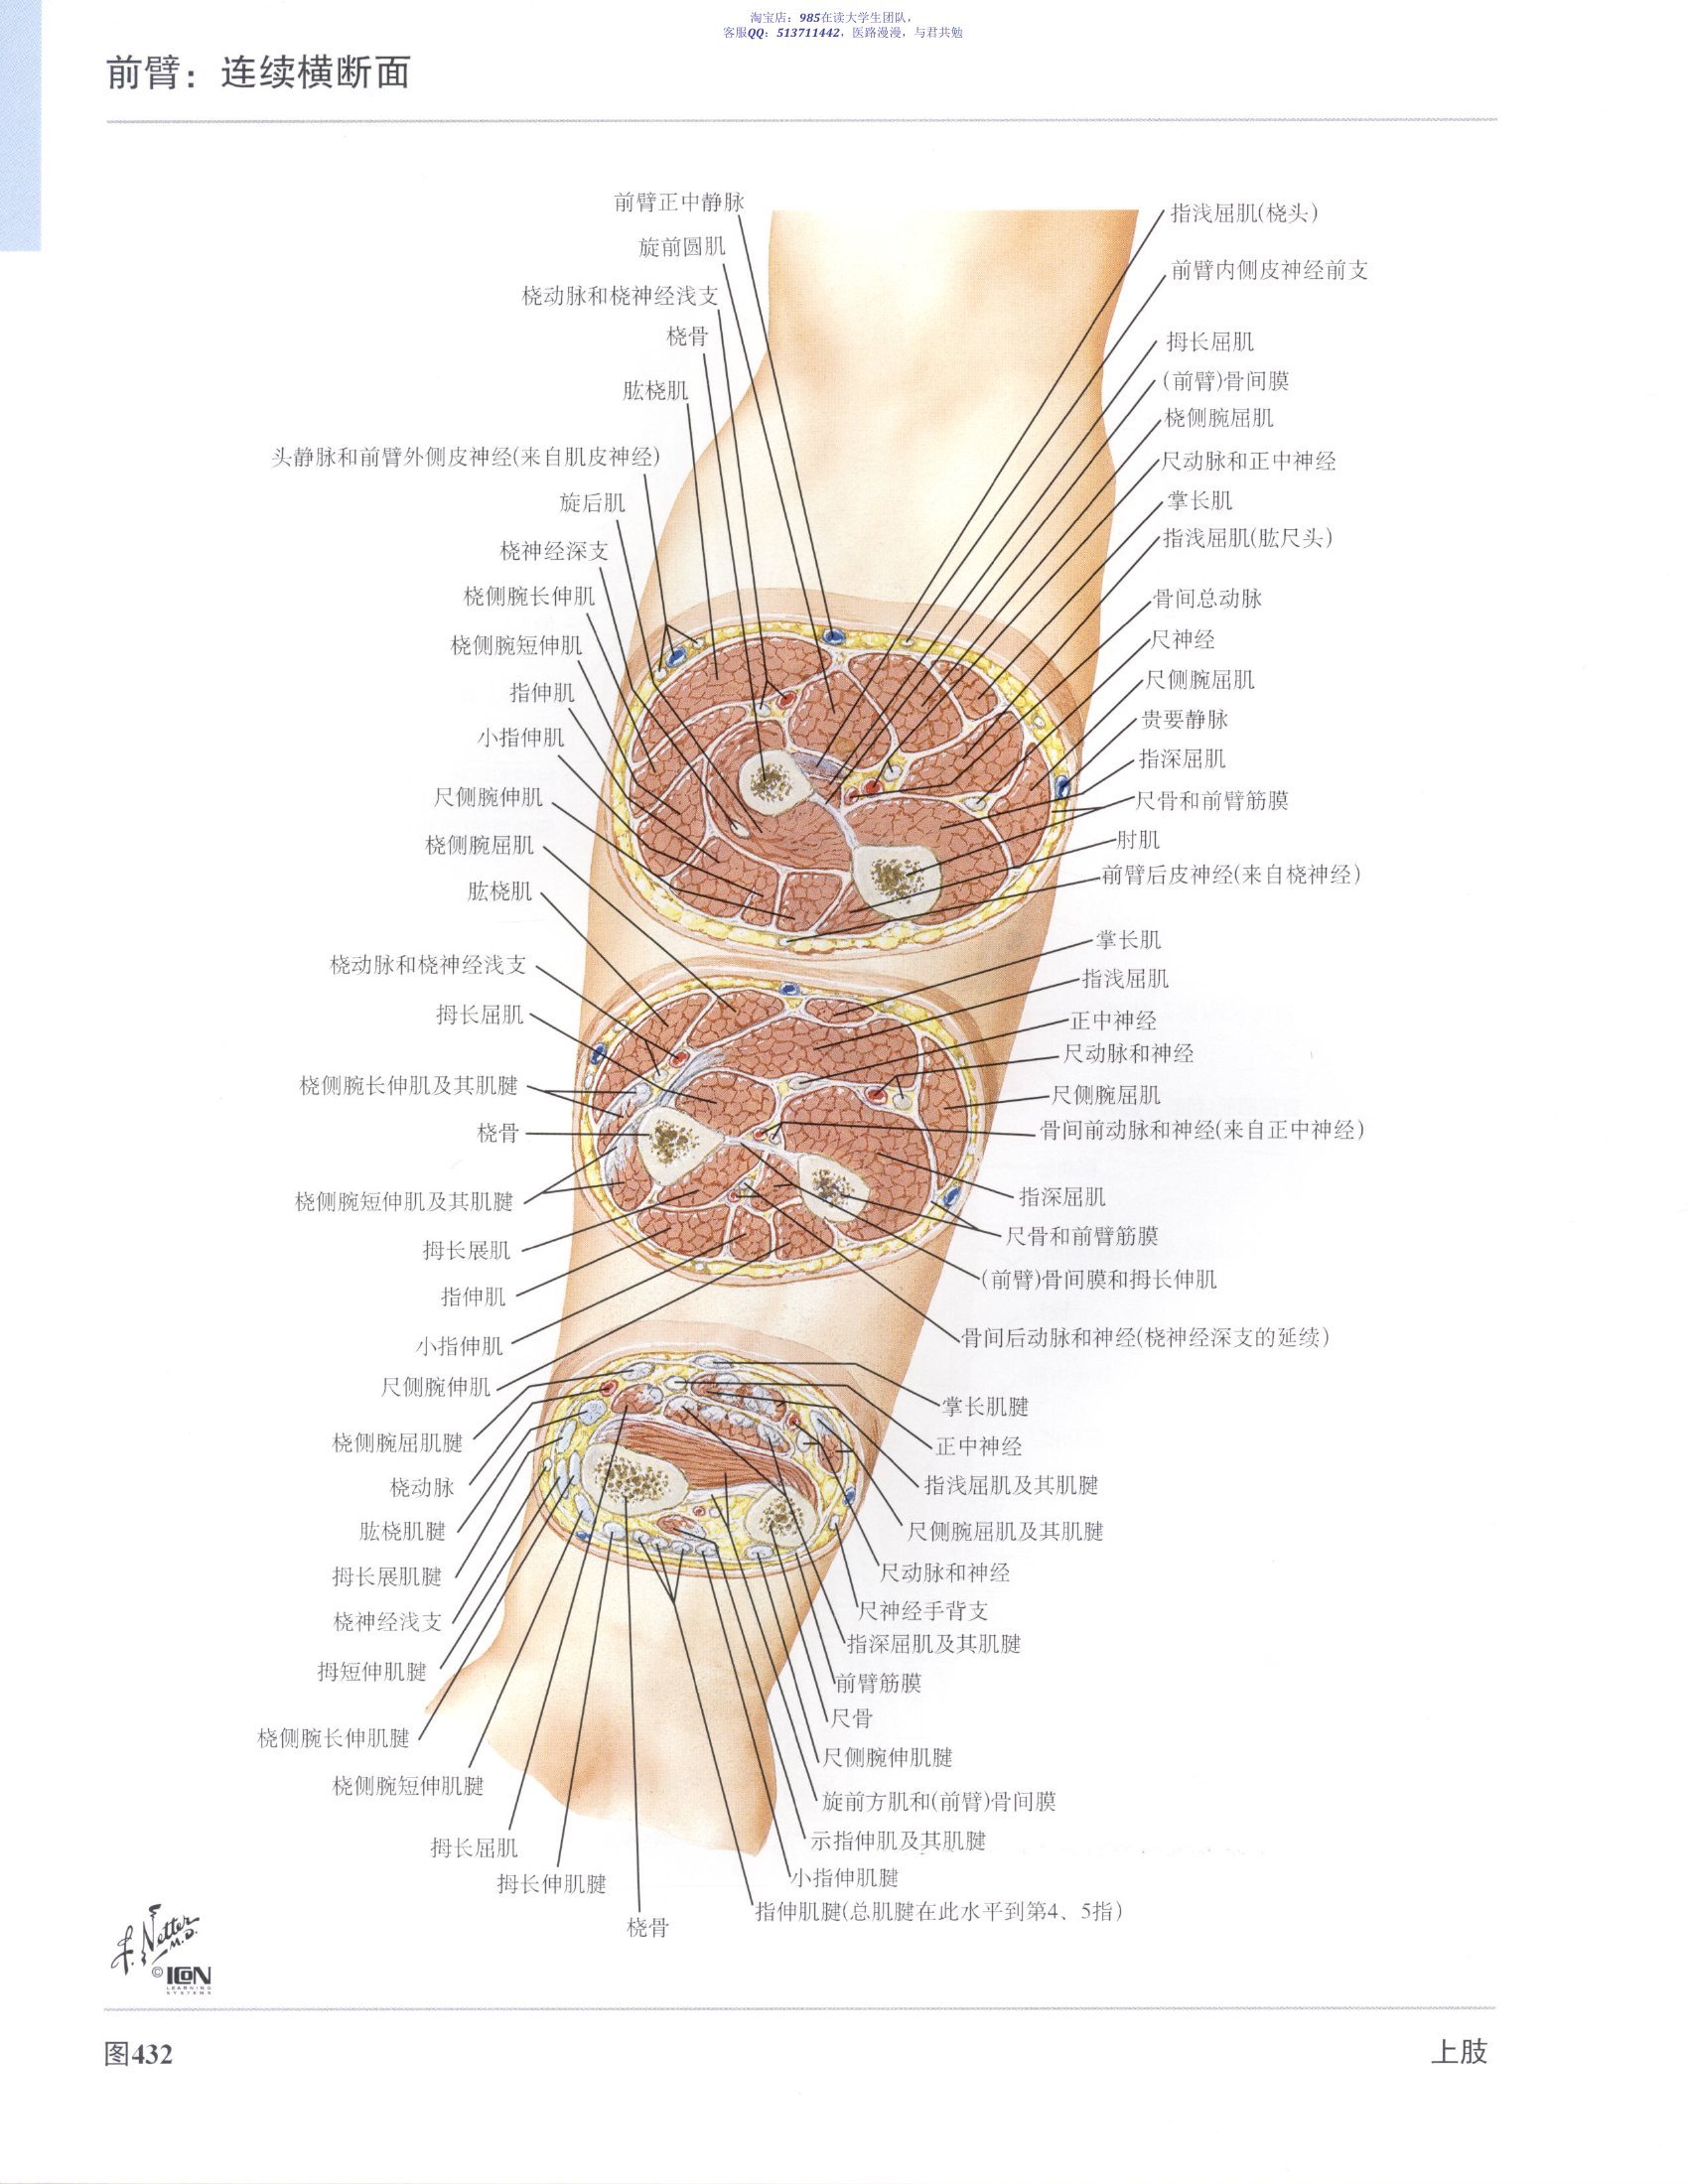 淘宝店：985在读大学生团队，
客服QQ：513711442，医路漫漫，与君共勉
前臂：连续横断面
前臂正中静脉
旋前圆肌
桡动脉和桡神经浅支
桡骨
肱桡肌
头静脉和前臂外侧皮神经(来自肌皮神经)
旋后肌
桡神经深支
桡侧腕长伸肌
桡侧腕短伸肌
指伸肌
小指伸肌
尺侧腕伸肌
桡侧腕屈肌
肱桡肌
桡动脉和桡神经浅支
拇长屈肌
桡侧腕长伸肌及其肌腱
桡骨
桡侧腕短伸肌及其肌腱
拇长展肌
指伸肌
小指伸肌
尺侧腕伸肌
桡侧腕屈肌腱
桡动脉
肱桡肌腱
拇长展肌腱
桡神经浅支
拇短伸肌腱
桡侧腕长伸肌腱
桡侧腕短伸肌腱
拇长屈肌
拇长伸肌腱
桡骨
指浅屈肌(桡头)
前臂内侧皮神经前支
拇长屈肌
(前臂)骨间膜
桡侧腕屈肌
尺动脉和正中神经
掌长肌
指浅屈肌(肱尺头)
骨间总动脉
尺神经
尺侧腕屈肌
贵要静脉
指深屈肌
尺骨和前臂筋膜
肘肌
前臂后皮神经(来自桡神经)
掌长肌
指浅屈肌
正中神经
尺动脉和神经
尺侧腕屈肌
骨间前动脉和神经(来自正中神经)
指深屈肌
尺骨和前臂筋膜
(前臂)骨间膜和拇长伸肌
骨间后动脉和神经(桡神经深支的延续)
掌长肌腱
正中神经
指浅屈肌及其肌腱
尺侧腕屈肌及其肌腱
尺动脉和神经
尺神经手背支
指深屈肌及其肌腱
前臂筋膜
尺骨
尺侧腕伸肌腱
旋前方肌和(前臂)骨间膜
示指伸肌及其肌腱
小指伸肌腱
指伸肌腱(总肌腱在此水平到第4、5指)
F. Netter
M.D.
© ICON
LEARNING
SYSTEMS
图432
上肢